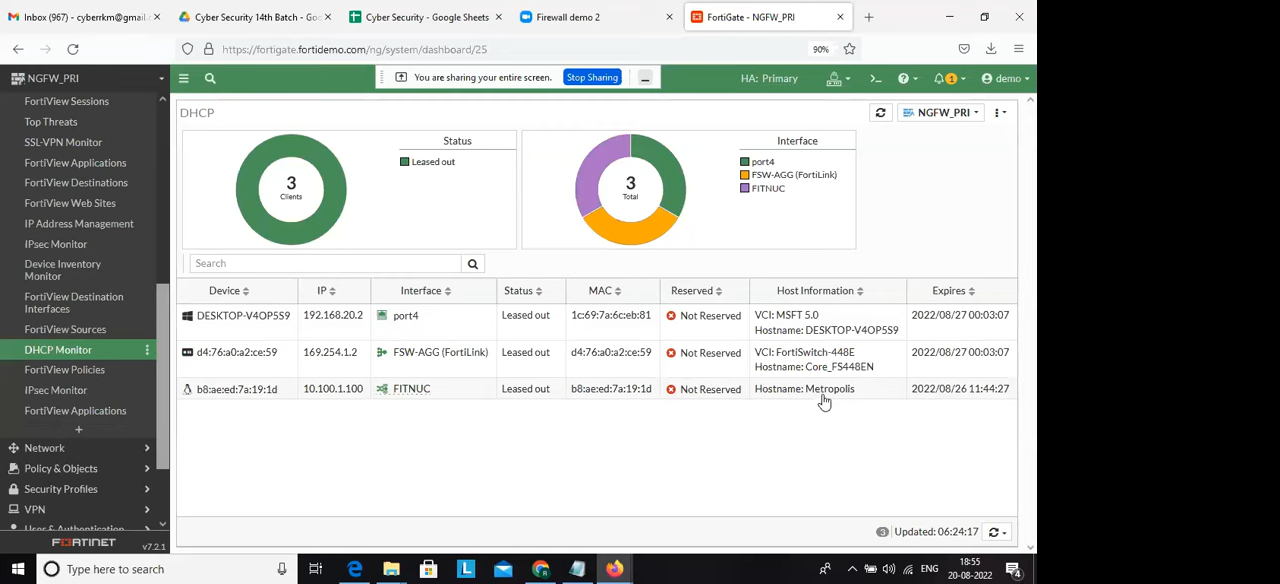 Inbox (967) - cyberrkm@gmail.
Cyber Security 14th Batch - Goo
Cyber Security - Google Sheets
Firewall demo 2
FortiGate - NGFW_PRI
https://fortigate.fortidemo.com/ng/system/dashboard/25
90%
NGFW_PRI
You are sharing your entire screen.
Stop Sharing
HA: Primary
>_
1
demo
FortiView Sessions
Top Threats
SSL-VPN Monitor
FortiView Applications
FortiView Destinations
FortiView Web Sites
IP Address Management
IPsec Monitor
Device Inventory
Monitor
FortiView Destination
Interfaces
FortiView Sources
DHCP Monitor
FortiView Policies
IPsec Monitor
FortiView Applications
+
Network
Policy & Objects
Security Profiles
VPN
User & Authentication
FORTINET
v7.2.1
DHCP
NGFW_PRI
3
Clients
Status
Leased out
3
Total
Interface
port4
FSW-AGG (FortiLink)
FITNUC
Search
Device IP Interface Status MAC Reserved Host Information Expires
DESKTOP-V4OP5S9 192.168.20.2 port4 Leased out 1c:69:7a:6c:eb:81 Not Reserved VCI: MSFT 5.0 2022/08/27 00:03:07
Hostname: DESKTOP-V4OP5S9
d4:76:a0:a2:ce:59 169.254.1.2 FSW-AGG (FortiLink) Leased out d4:76:a0:a2:ce:59 Not Reserved VCI: FortiSwitch-448E 2022/08/27 00:03:07
Hostname: Core_FS448EN
b8:ae:ed:7a:19:1d 10.100.1.100 FITNUC Leased out b8:ae:ed:7a:19:1d Not Reserved Hostname: Metropolis 2022/08/26 11:44:27
3 Updated: 06:24:17
Type here to search
L
ENG
18:55
20-08-2022
4